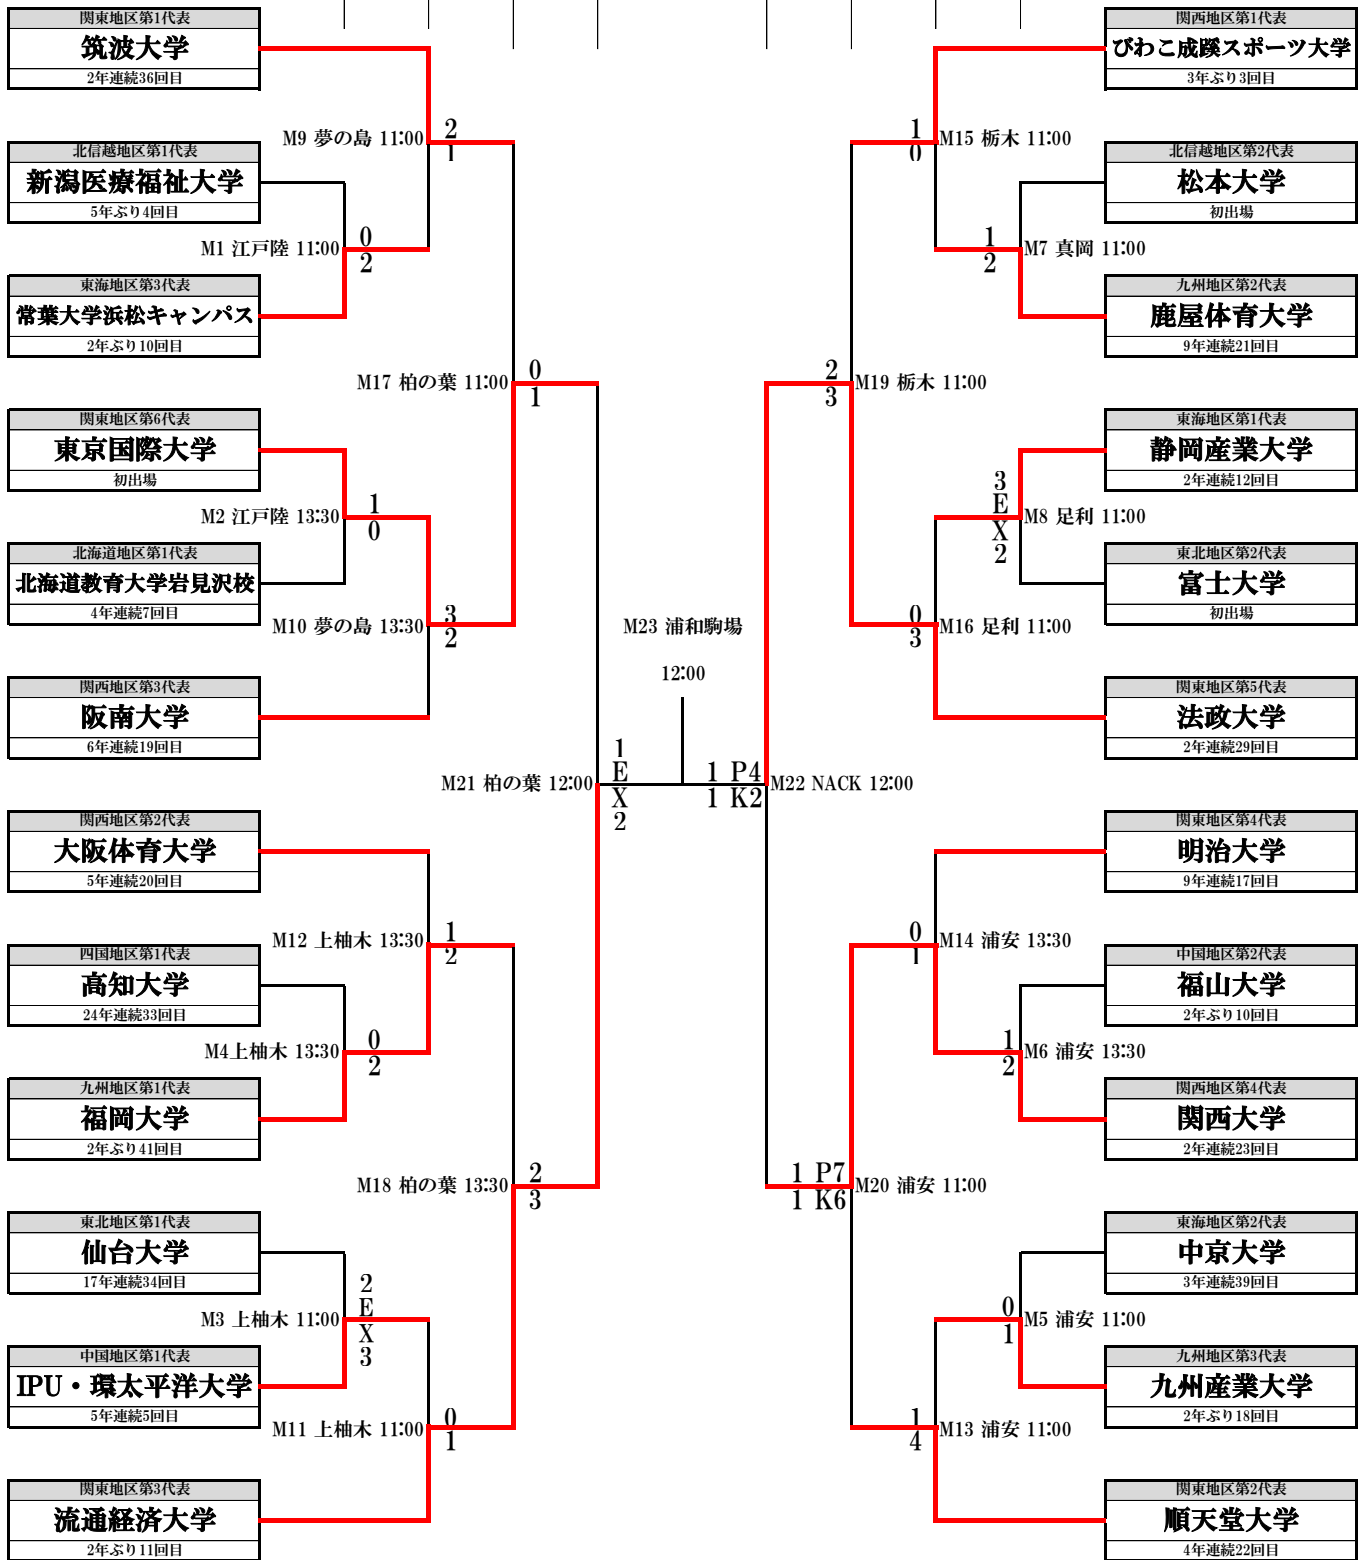 関東地区第1代表
筑波大学
2年連続36回目
M9 夢の島 11:00
2
1
北信越地区第1代表
新潟医療福祉大学
5年ぶり4回目
M1 江戸陸 11:00
0
2
東海地区第3代表
常葉大学浜松キャンパス
2年ぶり10回目
M17 柏の葉 11:00
0
1
関東地区第6代表
東京国際大学
初出場
M2 江戸陸 13:30
1
0
北海道地区第1代表
北海道教育大学岩見沢校
4年連続7回目
M10 夢の島 13:30
3
2
関西地区第3代表
阪南大学
6年連続19回目
M21 柏の葉 12:00
1
E
X
2
関西地区第2代表
大阪体育大学
5年連続20回目
M12 上柚木 13:30
1
2
四国地区第1代表
高知大学
24年連続33回目
M4上柚木 13:30
0
2
九州地区第1代表
福岡大学
2年ぶり41回目
M18 柏の葉 13:30
2
3
東北地区第1代表
仙台大学
17年連続34回目
M3 上柚木 11:00
2
E
X
3
中国地区第1代表
IPU・環太平洋大学
5年連続5回目
M11 上柚木 11:00
0
1
関東地区第3代表
流通経済大学
2年ぶり11回目
M23 浦和駒場
12:00
関西地区第1代表
びわこ成蹊スポーツ大学
3年ぶり3回目
1
0
M15 栃木 11:00
北信越地区第2代表
松本大学
初出場
1
2
M7 真岡 11:00
九州地区第2代表
鹿屋体育大学
9年連続21回目
2
3
M19 栃木 11:00
東海地区第1代表
静岡産業大学
2年連続12回目
3
E
X
2
M8 足利 11:00
東北地区第2代表
富士大学
初出場
0
3
M16 足利 11:00
関東地区第5代表
法政大学
2年連続29回目
1 P4
1 K2
M22 NACK 12:00
関東地区第4代表
明治大学
9年連続17回目
0
1
M14 浦安 13:30
中国地区第2代表
福山大学
2年ぶり10回目
1
2
M6 浦安 13:30
関西地区第4代表
関西大学
2年連続23回目
1 P7
1 K6
M20 浦安 11:00
東海地区第2代表
中京大学
3年連続39回目
0
1
M5 浦安 11:00
九州地区第3代表
九州産業大学
2年ぶり18回目
1
4
M13 浦安 11:00
関東地区第2代表
順天堂大学
4年連続22回目